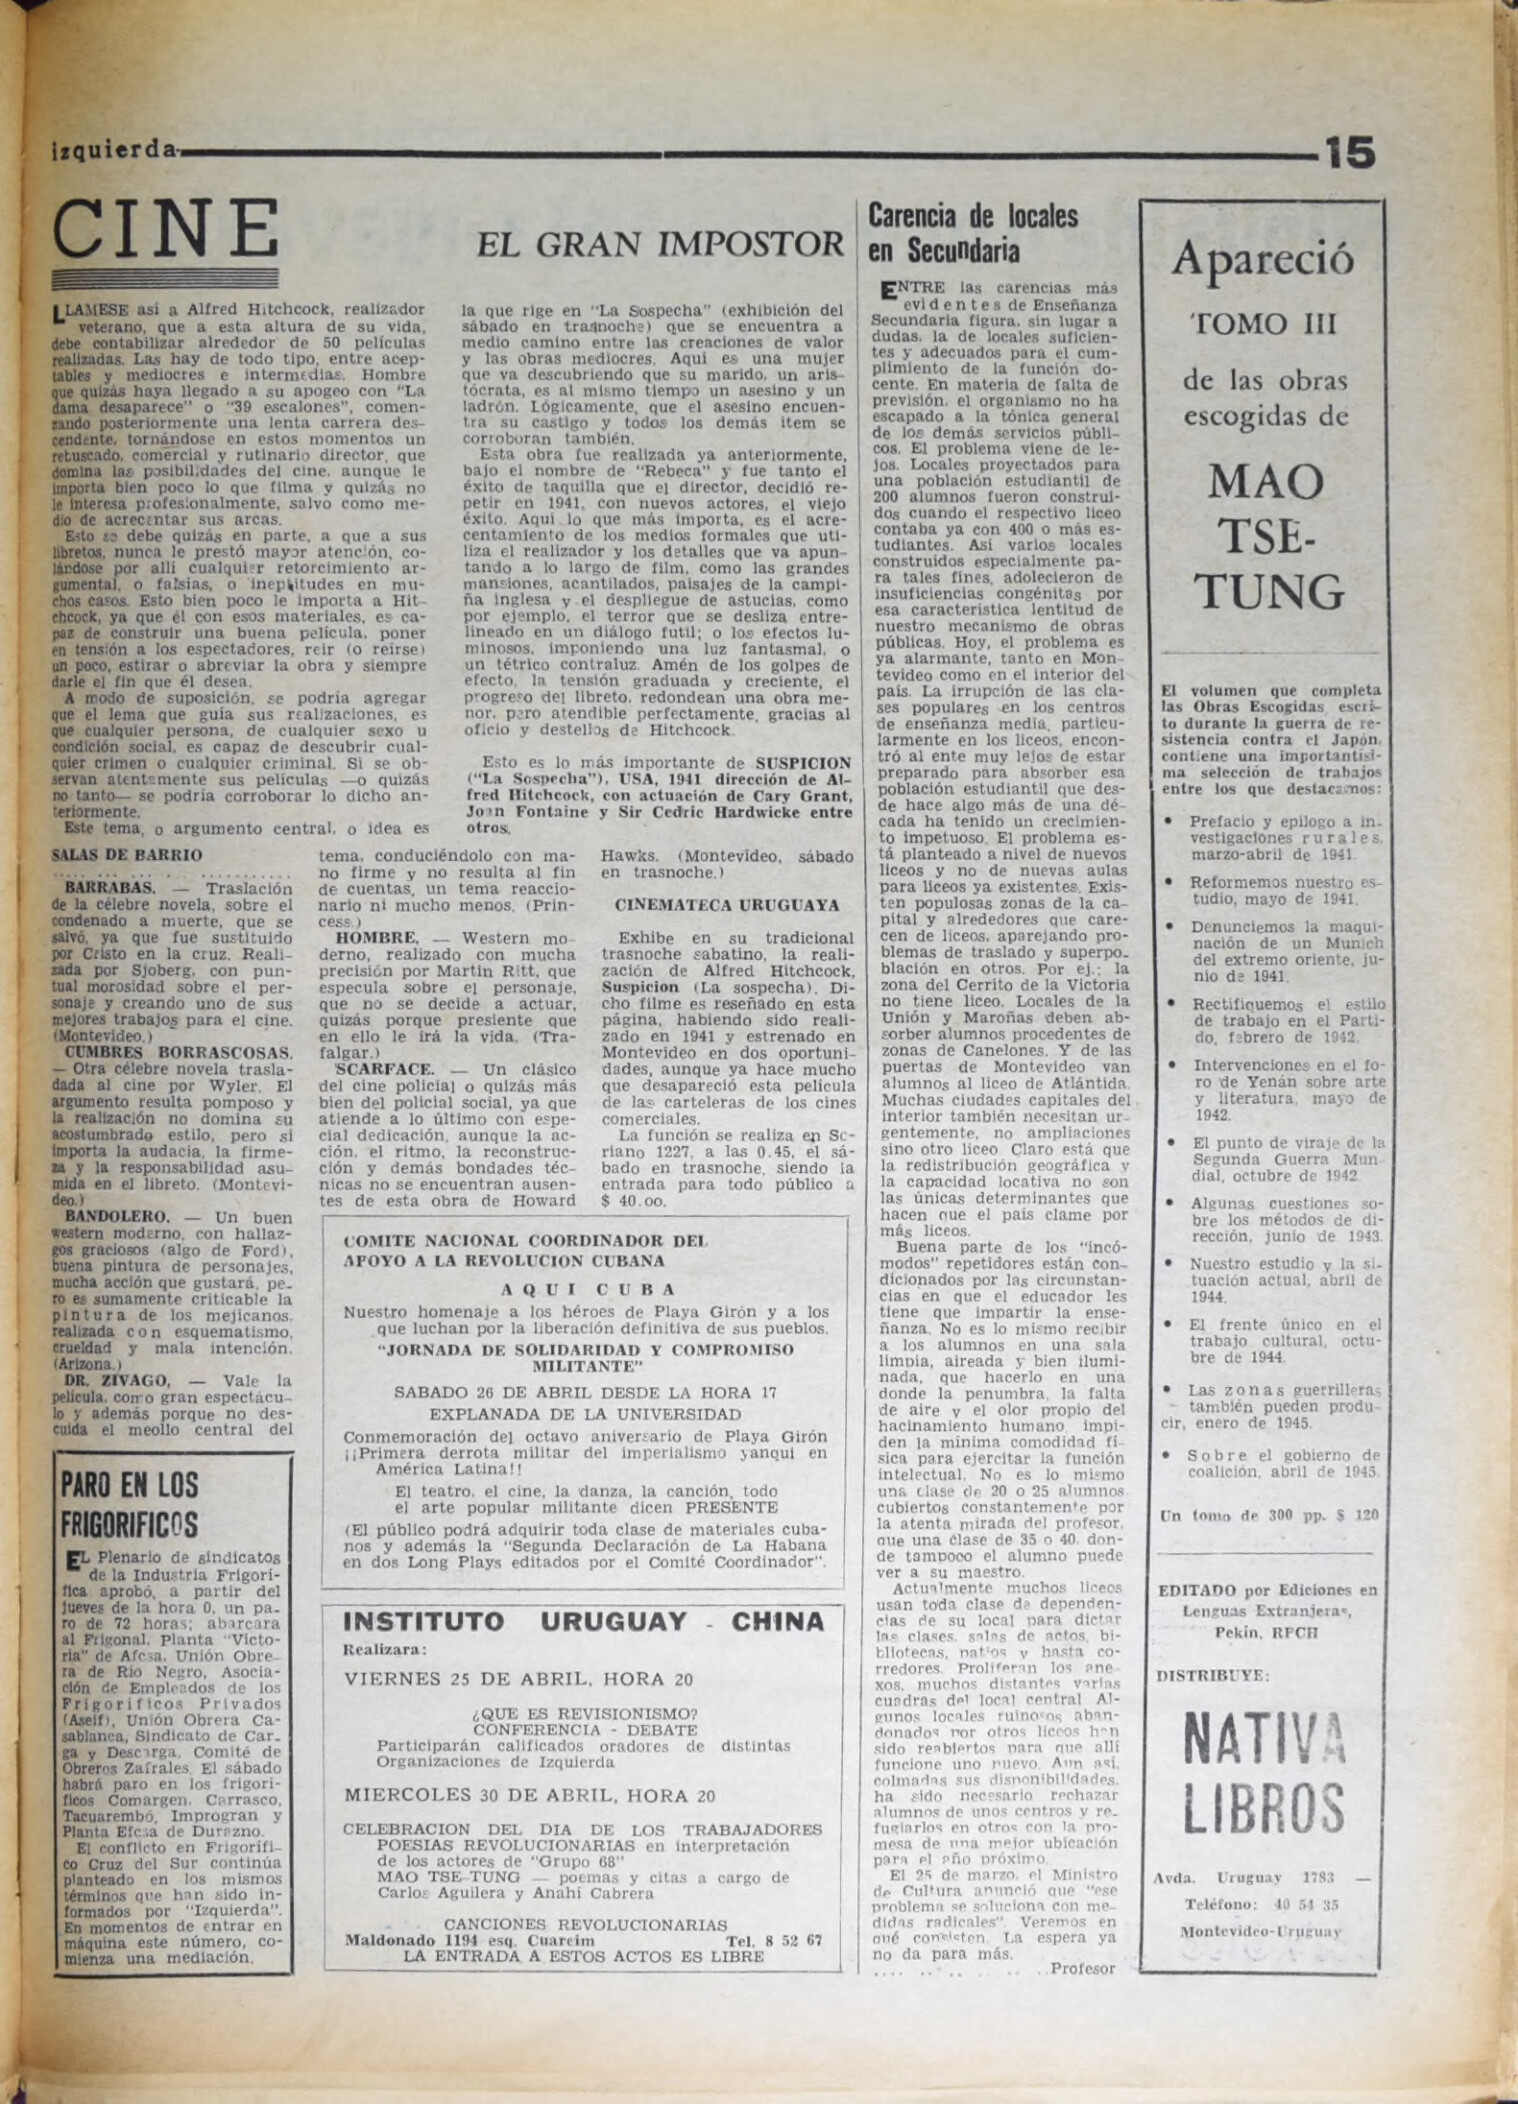 izquierda
15
CINE
EL GRAN IMPOSTOR
LLAMESE así a Alfred Hitchcock, realizador
veterano, que a esta altura de su vida,
debe contabilizar alrededor de 50 películas
realizadas. Las hay de todo tipo, entre acep-
tables y mediocres e intermedias. Hombre
que quizás haya llegado a su apogeo con "La
dama desaparece" o "39 escalones", comen-
zando posteriormente una lenta carrera des-
cendente, tornándose en estos momentos un
rebuscado, comercial y rutinario director, que
domina las posibilidades del cine, aunque le
importa bien poco lo que filma y quizás no
le interesa profesionalmente, salvo como me-
dio de acrecentar sus arcas.
Esto se debe quizás en parte, a que a sus
libretos, nunca le prestó mayor atención, co-
lándose por allí cualquier retorcimiento ar-
gumental, o falsías, o ineptitudes en mu-
chos casos. Esto bien poco le importa a Hit-
chcock, ya que él con esos materiales, es ca-
paz de construir una buena película, poner
en tensión a los espectadores, reir (o reirse)
un poco, estirar o abreviar la obra y siempre
darle el fin que él desea.
A modo de suposición, se podría agregar
que el lema que guía sus realizaciones, es
que cualquier persona, de cualquier sexo u
condición social, es capaz de descubrir cual-
quier crimen o cualquier criminal. Si se ob-
servan atentamente sus películas —o quizás
no tanto— se podría corroborar lo dicho an-
teriormente.
Este tema, o argumento central, o idea es
la que rige en "La Sospecha" (exhibición del
sábado en trasnoche) que se encuentra a
medio camino entre las creaciones de valor
y las obras mediocres. Aquí es una mujer
que va descubriendo que su marido, un aris-
tócrata, es al mismo tiempo un asesino y un
ladrón. Lógicamente, que el asesino encuen-
tra su castigo y todos los demás item se
corroboran también.
Esta obra fue realizada ya anteriormente,
bajo el nombre de "Rebeca" y fue tanto el
éxito de taquilla que el director, decidió re-
petir en 1941, con nuevos actores, el viejo
éxito. Aquí lo que más importa, es el acre-
centamiento de los medios formales que uti-
liza el realizador y los detalles que va apun-
tando a lo largo de film, como las grandes
mansiones, acantilados, paisajes de la campi-
ña inglesa y el despliegue de astucias, como
por ejemplo, el terror que se desliza entre-
lineado en un diálogo futil; o los efectos lu-
minosos, imponiendo una luz fantasmal, o
un tétrico contraluz. Amén de los golpes de
efecto, la tensión graduada y creciente, el
progreso del libreto, redondean una obra me-
nor, pero atendible perfectamente, gracias al
oficio y destellos de Hitchcock.
Esto es lo más importante de SUSPICION
("La Sospecha"), USA, 1941 dirección de Al-
fred Hitchcock, con actuación de Cary Grant,
Joan Fontaine y Sir Cedric Hardwicke entre
otros.
SALAS DE BARRIO
BARRABAS. — Traslación
de la célebre novela, sobre el
condenado a muerte, que se
salvó, ya que fue sustituido
por Cristo en la cruz. Reali-
zada por Sjoberg, con pun-
tual morosidad sobre el per-
sonaje y creando uno de sus
mejores trabajos para el cine.
(Montevideo.)
CUMBRES BORRASCOSAS.
— Otra célebre novela trasla-
dada al cine por Wyler. El
argumento resulta pomposo y
la realización no domina su
acostumbrado estilo, pero sí
importa la audacia, la firme-
za y la responsabilidad asu-
mida en el libreto. (Montevi-
deo.)
BANDOLERO. — Un buen
western moderno, con hallaz-
gos graciosos (algo de Ford),
buena pintura de personajes,
mucha acción que gustará, pe-
ro es sumamente criticable la
pintura de los mejicanos,
realizada con esquematismo,
crueldad y mala intención.
(Arizona.)
DR. ZIVAGO. — Vale la
película, como gran espectácu-
lo y además porque no des-
cuida el meollo central del
tema, conduciéndolo con ma-
no firme y no resulta al fin
de cuentas, un tema reaccio-
nario ni mucho menos. (Prin-
cess.)
HOMBRE. — Western mo-
derno, realizado con mucha
precisión por Martin Ritt, que
especula sobre el personaje,
que no se decide a actuar,
quizás porque presiente que
en ello le irá la vida. (Tra-
falgar.)
SCARFACE. — Un clásico
del cine policial o quizás más
bien del policial social, ya que
atiende a lo último con espe-
cial dedicación, aunque la ac-
ción, el ritmo, la reconstruc-
ción y demás bondades téc-
nicas no se encuentran ausen-
tes de esta obra de Howard
Hawks. (Montevideo, sábado
en trasnoche.)
CINEMATECA URUGUAYA
Exhibe en su tradicional
trasnoche sabatino, la reali-
zación de Alfred Hitchcock,
Suspicion (La sospecha). Di-
cho filme es reseñado en esta
página, habiendo sido reali-
zado en 1941 y estrenado en
Montevideo en dos oportuni-
dades, aunque ya hace mucho
que desapareció esta película
de las carteleras de los cines
comerciales.
La función se realiza en So-
riano 1227, a las 0.45, el sá-
bado en trasnoche, siendo la
entrada para todo público a
$ 40.oo.
PARO EN LOS
FRIGORIFICOS
EL Plenario de sindicatos
de la Industria Frigorí-
fica aprobó, a partir del
jueves de la hora 0, un pa-
ro de 72 horas; abarcará
al Frigonal, Planta "Victo-
ria" de Afcsa, Unión Obre-
ra de Río Negro, Asocia-
ción de Empleados de los
Frigoríficos Privados
(Aseif), Unión Obrera Ca-
sablanca, Sindicato de Car-
ga y Descarga, Comité de
Obreros Zafrales. El sábado
habrá paro en los frigorí-
ficos Comargen, Carrasco,
Tacuarembó, Improgran y
Planta Efcsa de Durazno.
El conflicto en Frigorífi-
co Cruz del Sur continúa
planteado en los mismos
términos que han sido in-
formados por "Izquierda".
En momentos de entrar en
máquina este número, co-
mienza una mediación.
COMITE NACIONAL COORDINADOR DEL
APOYO A LA REVOLUCION CUBANA
AQUI CUBA
Nuestro homenaje a los héroes de Playa Girón y a los
que luchan por la liberación definitiva de sus pueblos.
"JORNADA DE SOLIDARIDAD Y COMPROMISO
MILITANTE"
SABADO 26 DE ABRIL DESDE LA HORA 17
EXPLANADA DE LA UNIVERSIDAD
Conmemoración del octavo aniversario de Playa Girón
¡¡Primera derrota militar del imperialismo yanqui en
América Latina!!
El teatro, el cine, la danza, la canción, todo
el arte popular militante dicen PRESENTE
(El público podrá adquirir toda clase de materiales cuba-
nos y además la "Segunda Declaración de La Habana
en dos Long Plays editados por el Comité Coordinador".
INSTITUTO URUGUAY - CHINA
Realizara:
VIERNES 25 DE ABRIL, HORA 20
¿QUE ES REVISIONISMO?
CONFERENCIA - DEBATE
Participarán calificados oradores de distintas
Organizaciones de Izquierda
MIERCOLES 30 DE ABRIL, HORA 20
CELEBRACION DEL DIA DE LOS TRABAJADORES
POESIAS REVOLUCIONARIAS en interpretación
de los actores de "Grupo 68"
MAO TSE-TUNG — poemas y citas a cargo de
Carlos Aguilera y Anahí Cabrera
CANCIONES REVOLUCIONARIAS
Maldonado 1194 esq. Cuareim Tel. 8 52 67
LA ENTRADA A ESTOS ACTOS ES LIBRE
Carencia de locales
en Secundaria
ENTRE las carencias más
evidentes de Enseñanza
Secundaria figura, sin lugar a
dudas, la de locales suficien-
tes y adecuados para el cum-
plimiento de la función do-
cente. En materia de falta de
previsión, el organismo no ha
escapado a la tónica general
de los demás servicios públi-
cos. El problema viene de le-
jos. Locales proyectados para
una población estudiantil de
200 alumnos fueron construi-
dos cuando el respectivo liceo
contaba ya con 400 o más es-
tudiantes. Así varios locales
construidos especialmente pa-
ra tales fines, adolecieron de
insuficiencias congénitas por
esa característica lentitud de
nuestro mecanismo de obras
públicas. Hoy, el problema es
ya alarmante, tanto en Mon-
tevideo como en el interior del
país. La irrupción de las cla-
ses populares en los centros
de enseñanza media, particu-
larmente en los liceos, encon-
tró al ente muy lejos de estar
preparado para absorber esa
población estudiantil que des-
de hace algo más de una dé-
cada ha tenido un crecimien-
to impetuoso. El problema es-
tá planteado a nivel de nuevos
liceos y no de nuevas aulas
para liceos ya existentes. Exis-
ten populosas zonas de la ca-
pital y alrededores que care-
cen de liceos, aparejando pro-
blemas de traslado y superpo-
blación en otros. Por ej.: la
zona del Cerrito de la Victoria
no tiene liceo. Locales de la
Unión y Maroñas deben ab-
sorber alumnos procedentes de
zonas de Canelones. Y de las
puertas de Montevideo van
alumnos al liceo de Atlántida.
Muchas ciudades capitales del
interior también necesitan ur-
gentemente, no ampliaciones
sino otro liceo Claro está que
la redistribución geográfica y
la capacidad locativa no son
las únicas determinantes que
hacen que el país clame por
más liceos.
Buena parte de los "incó-
modos" repetidores están con-
dicionados por las circunstan-
cias en que el educador les
tiene que impartir la ense-
ñanza. No es lo mismo recibir
a los alumnos en una sala
limpia, aireada y bien ilumi-
nada, que hacerlo en una
donde la penumbra, la falta
de aire y el olor propio del
hacinamiento humano, impi-
den la mínima comodidad fí-
sica para ejercitar la función
intelectual. No es lo mismo
una clase de 20 o 25 alumnos
cubiertos constantemente por
la atenta mirada del profesor,
que una clase de 35 o 40, don-
de tampoco el alumno puede
ver a su maestro.
Actualmente muchos liceos
usan toda clase de dependen-
cias de su local para dictar
las clases, salas de actos, bi-
bliotecas, patios y hasta co-
rredores. Proliferan los ane-
xos, muchos distantes varias
cuadras del local central Al-
gunos locales ruinosos aban-
donados por otros liceos han
sido reabiertos para que allí
funcione uno nuevo. Aun así,
colmadas sus disponibilidades,
ha sido necesario rechazar
alumnos de unos centros y re-
fugiarlos en otros con la pro-
mesa de una mejor ubicación
para el año próximo.
El 25 de marzo, el Ministro
de Cultura anunció que "ese
problema se soluciona con me-
didas radicales". Veremos en
qué consisten. La espera ya
no da para más.
Profesor
Apareció
TOMO III
de las obras
escogidas de
MAO
TSE-
TUNG
El volumen que completa
las Obras Escogidas, escri-
to durante la guerra de re-
sistencia contra el Japón,
contiene una importantísi-
ma selección de trabajos
entre los que destacamos:
• Prefacio y epílogo a in-
vestigaciones rurales,
marzo-abril de 1941.
• Reformemos nuestro es-
tudio, mayo de 1941.
• Denunciemos la maqui-
nación de un Munich
del extremo oriente, ju-
nio de 1941.
• Rectifiquemos el estilo
de trabajo en el Parti-
do, febrero de 1942.
• Intervenciones en el fo-
ro de Yenán sobre arte
y literatura, mayo de
1942.
• El punto de viraje de la
Segunda Guerra Mun
dial, octubre de 1942
• Algunas cuestiones so-
bre los métodos de di-
rección, junio de 1943.
• Nuestro estudio y la si-
tuación actual, abril de
1944.
• El frente único en el
trabajo cultural, octu-
bre de 1944.
• Las zonas guerrilleras
también pueden produ-
cir, enero de 1945.
• Sobre el gobierno de
coalición, abril de 1945.
Un tomo de 300 pp. $ 120
EDITADO por Ediciones en
Lenguas Extranjeras,
Pekín, RPCH
DISTRIBUYE:
NATIVA
LIBROS
Avda. Uruguay 1783 —
Teléfono: 40 54 35
Montevideo-Uruguay